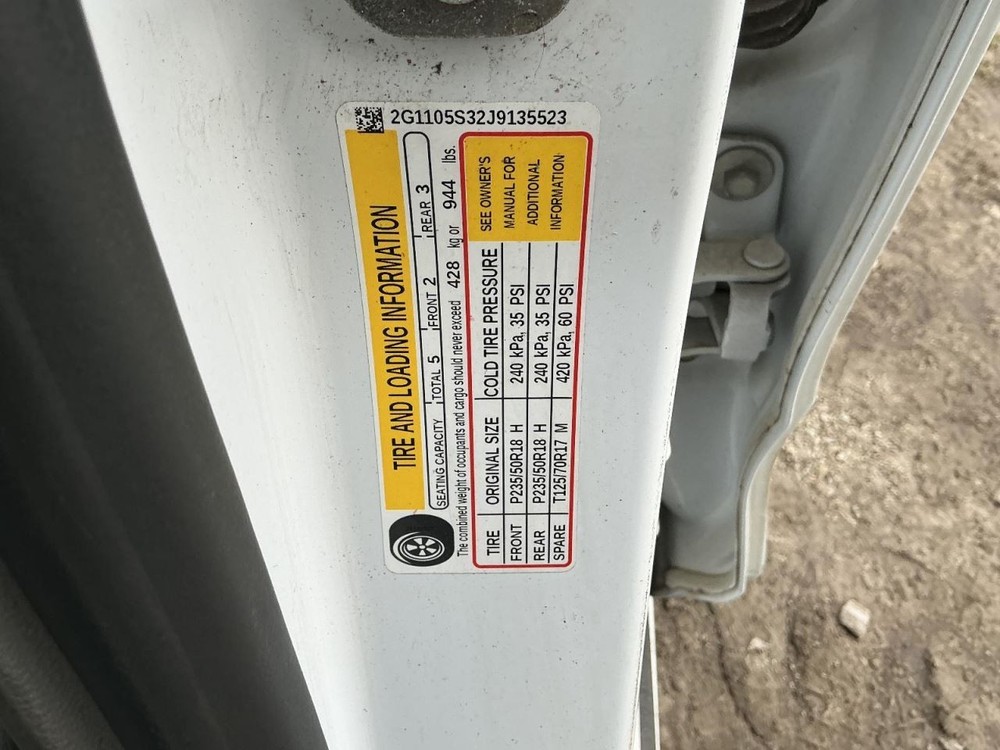 2G1105S32J9135523
TIRE AND LOADING INFORMATION
SEATING CAPACITY TOTAL 5 FRONT 2 REAR 3
The combined weight of occupants and cargo should never exceed 428 kg or 944 lbs.
TIRE ORIGINAL SIZE COLD TIRE PRESSURE
FRONT P235/50R18 H 240 kPa, 35 PSI
REAR P235/50R18 H 240 kPa, 35 PSI
SPARE T125/70R17 M 420 kPa, 60 PSI
SEE OWNER'S
MANUAL FOR
ADDITIONAL
INFORMATION